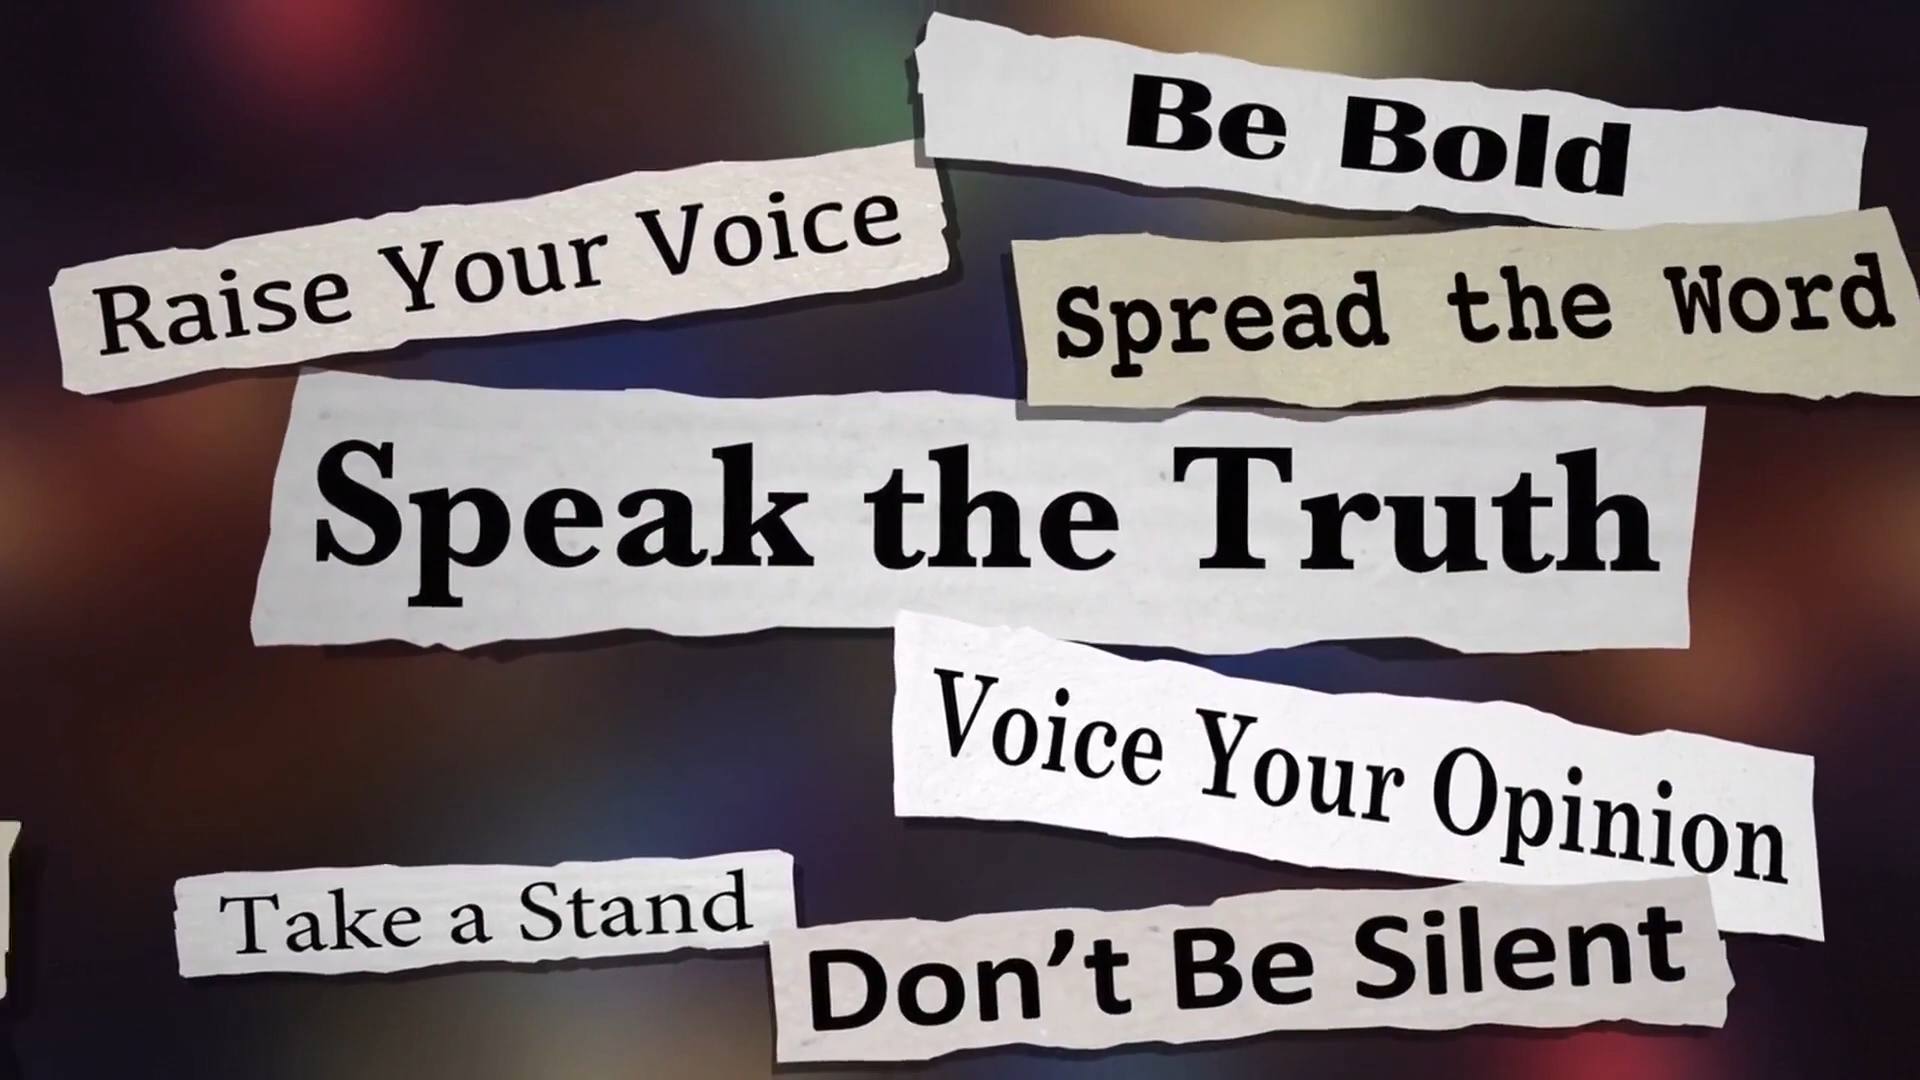 Be Bold
Raise Your Voice
Spread the Word
Speak the Truth
Voice Your Opinion
Take a Stand
Don't Be Silent